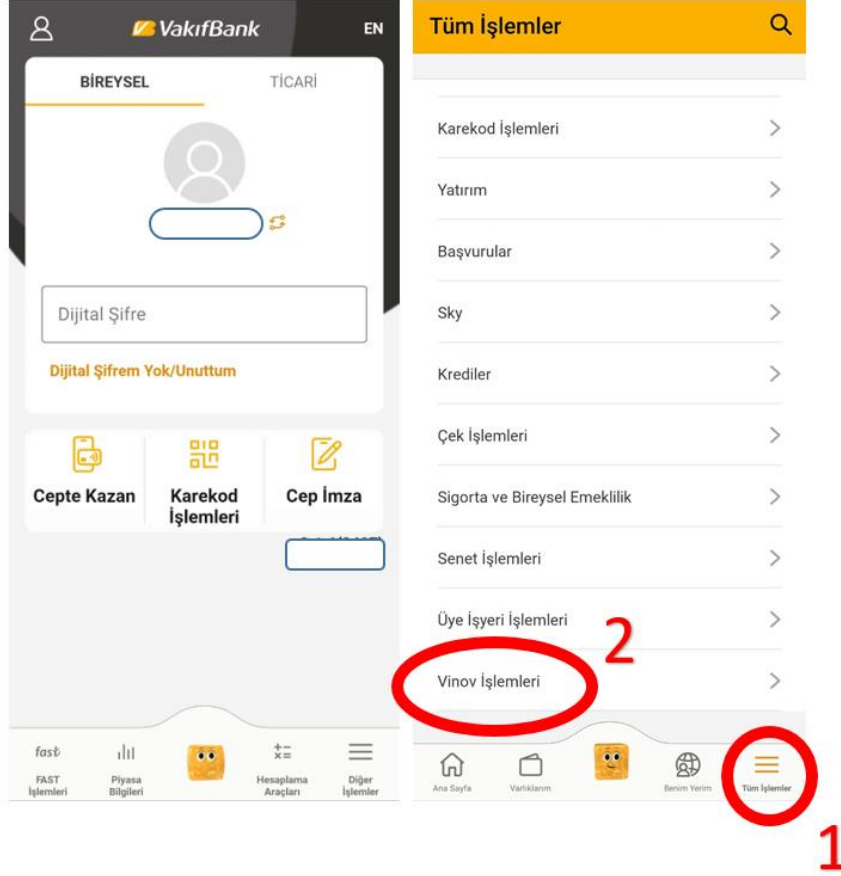 VakıfBank
EN
BİREYSEL
TİCARİ
Dijital Şifre
Dijital Şifrem Yok/Unuttum
Cepte Kazan
Karekod
İşlemleri
Cep İmza
fast
FAST
İşlemleri
Piyasa
Bilgileri
Hesaplama
Araçları
Diğer
İşlemler
Tüm İşlemler
Karekod İşlemleri
Yatırım
Başvurular
Sky
Krediler
Çek İşlemleri
Sigorta ve Bireysel Emeklilik
Senet İşlemleri
Üye İşyeri İşlemleri
2
Vinov İşlemleri
Ana Sayfa
Varlıklarım
Benim Yerim
Tüm İşlemler
1